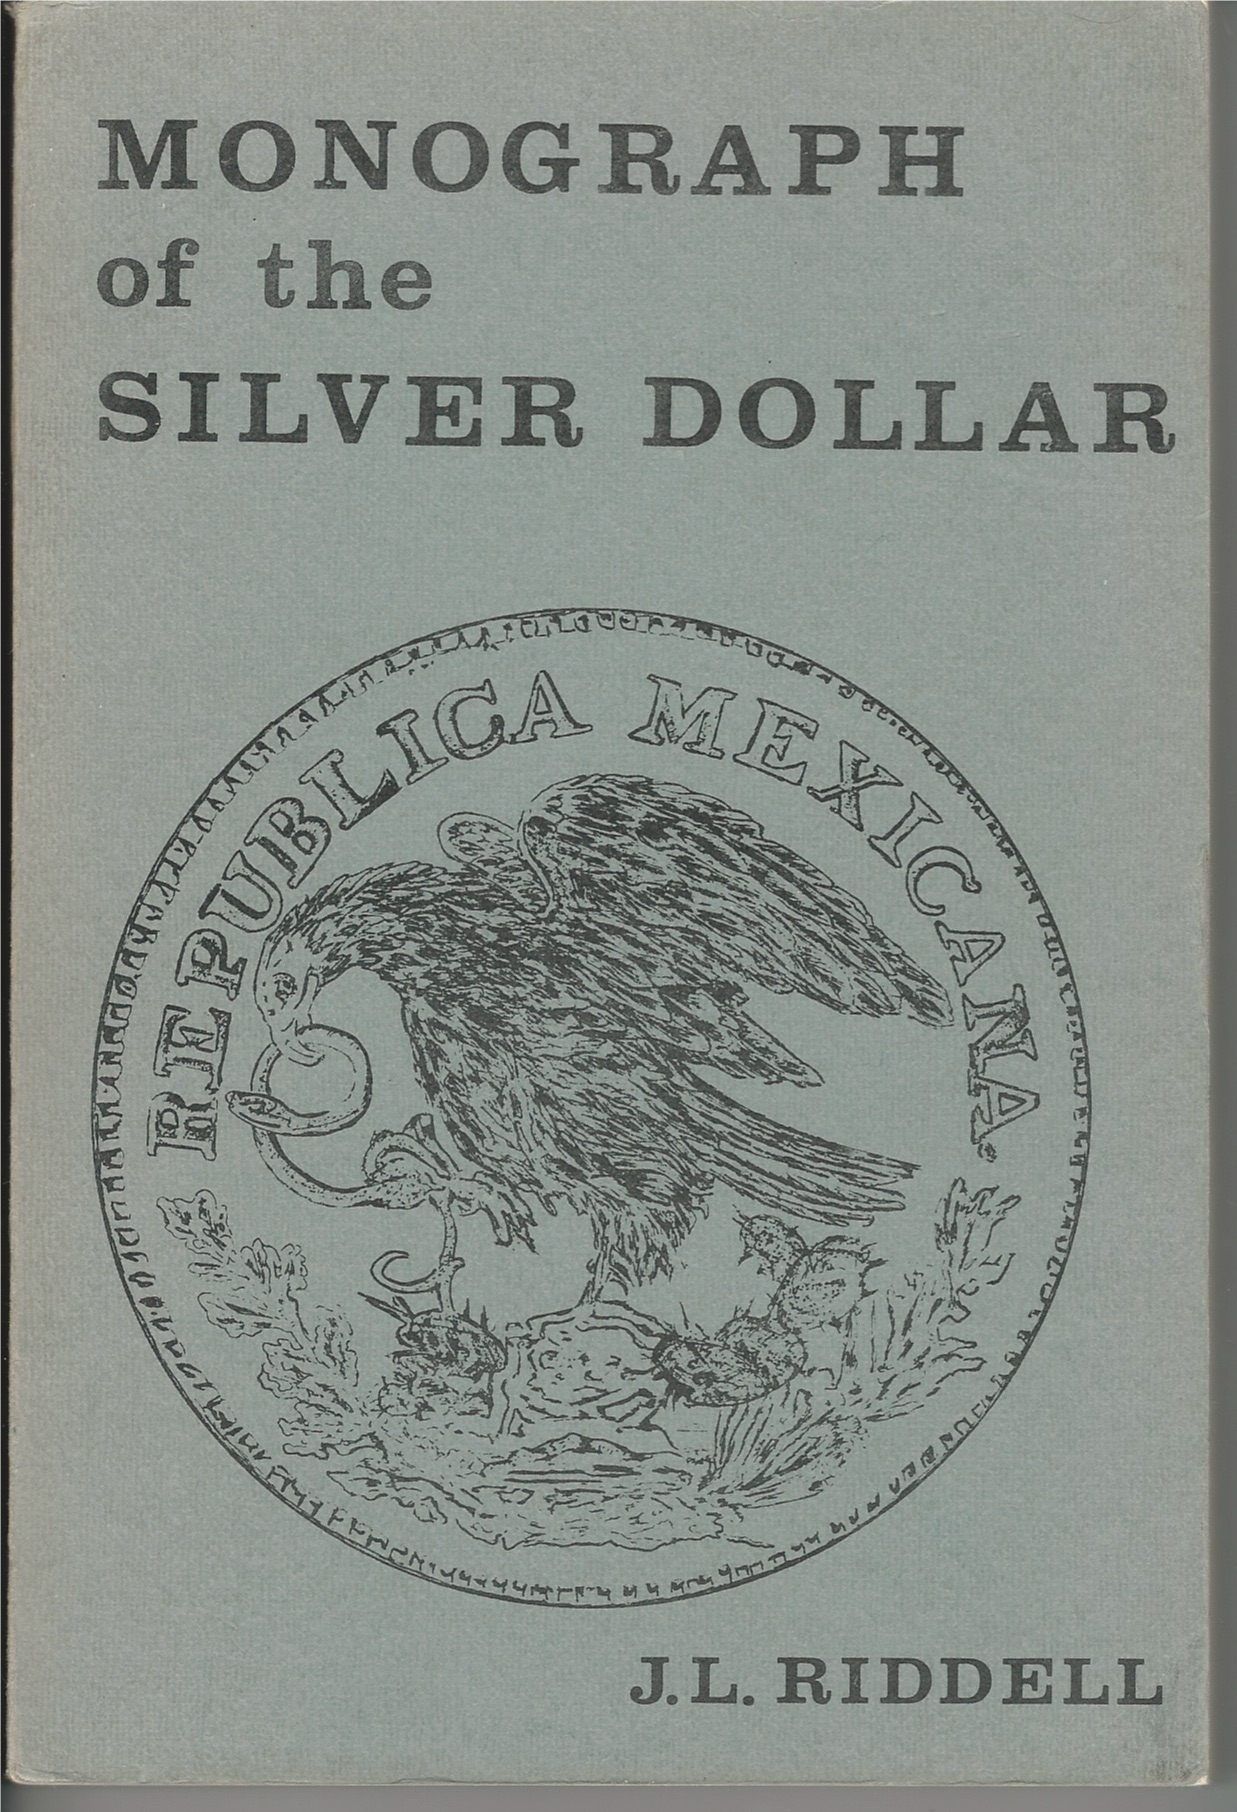 MONOGRAPH
of the
SILVER DOLLAR
REPUBLICA MEXICANA
J.L. RIDDELL